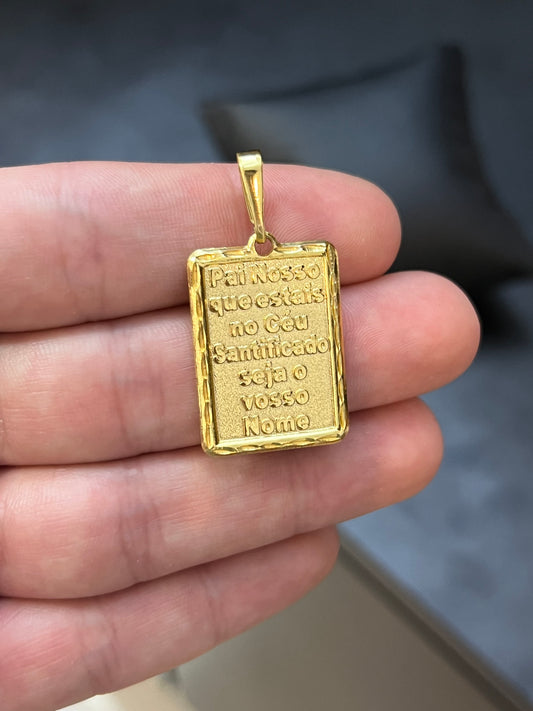 Pai Nosso
que estais
no Céu
Santificado
seja o
vosso
Nome